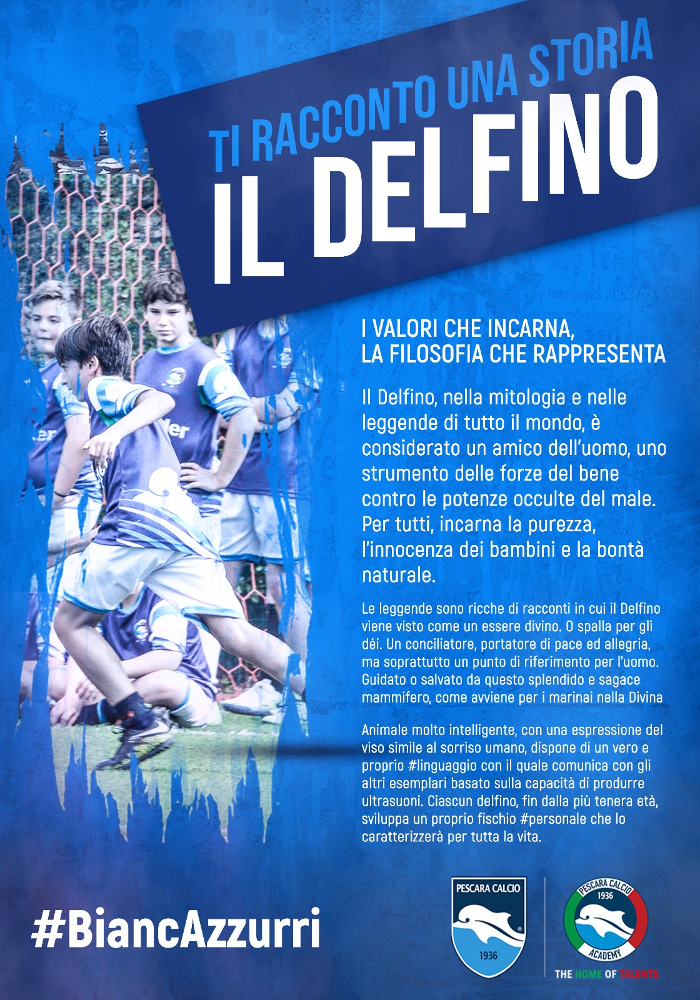 TI RACCONTO UNA STORIA
IL DELFINO
I VALORI CHE INCARNA,
LA FILOSOFIA CHE RAPPRESENTA
Il Delfino, nella mitologia e nelle
leggende di tutto il mondo, è
considerato un amico dell'uomo, uno
strumento delle forze del bene
contro le potenze occulte del male.
Per tutti, incarna la purezza,
l'innocenza dei bambini e la bontà
naturale.
Le leggende sono ricche di racconti in cui il Delfino
viene visto come un essere divino. O spalla per gli
déi. Un conciliatore, portatore di pace ed allegria,
ma soprattutto un punto di riferimento per l'uomo.
Guidato o salvato da questo splendido e sagace
mammifero, come avviene per i marinai nella Divina
Animale molto intelligente, con una espressione del
viso simile al sorriso umano, dispone di un vero e
proprio #linguaggio con il quale comunica con gli
altri esemplari basato sulla capacità di produrre
ultrasuoni. Ciascun delfino, fin dalla più tenera età,
sviluppa un proprio fischio #personale che lo
caratterizzerà per tutta la vita.
#BiancAzzurri
PESCARA CALCIO
®
1936
PESCARA CALCIO
1936
ACADEMY
THE HOME OF TALENTS